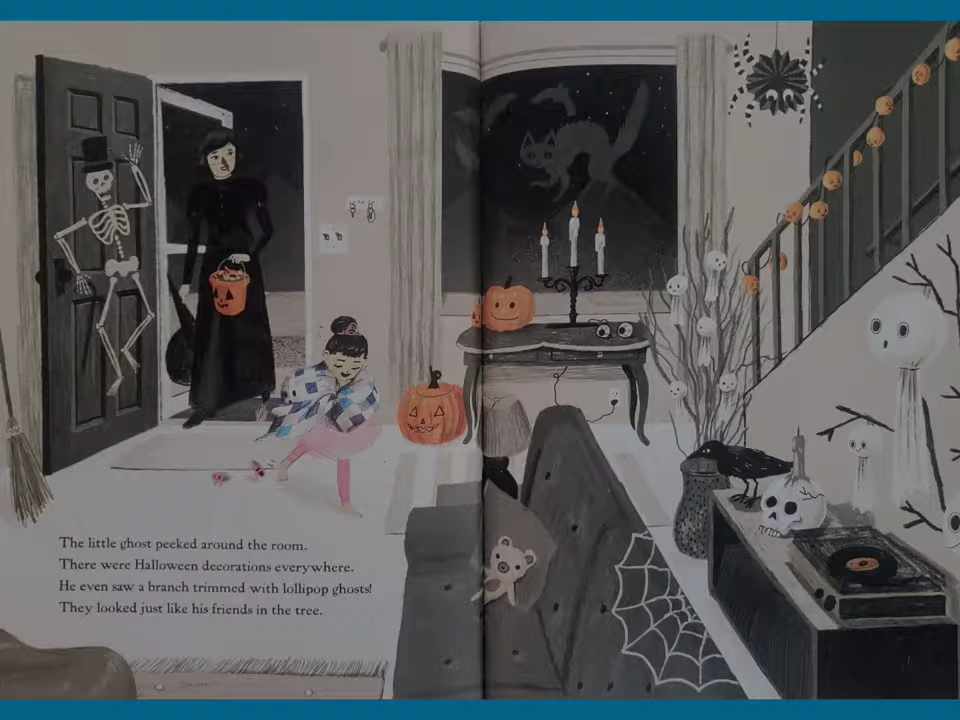 The little ghost peeked around the room.
There were Halloween decorations everywhere.
He even saw a branch trimmed with lollipop ghosts!
They looked just like his friends in the tree.